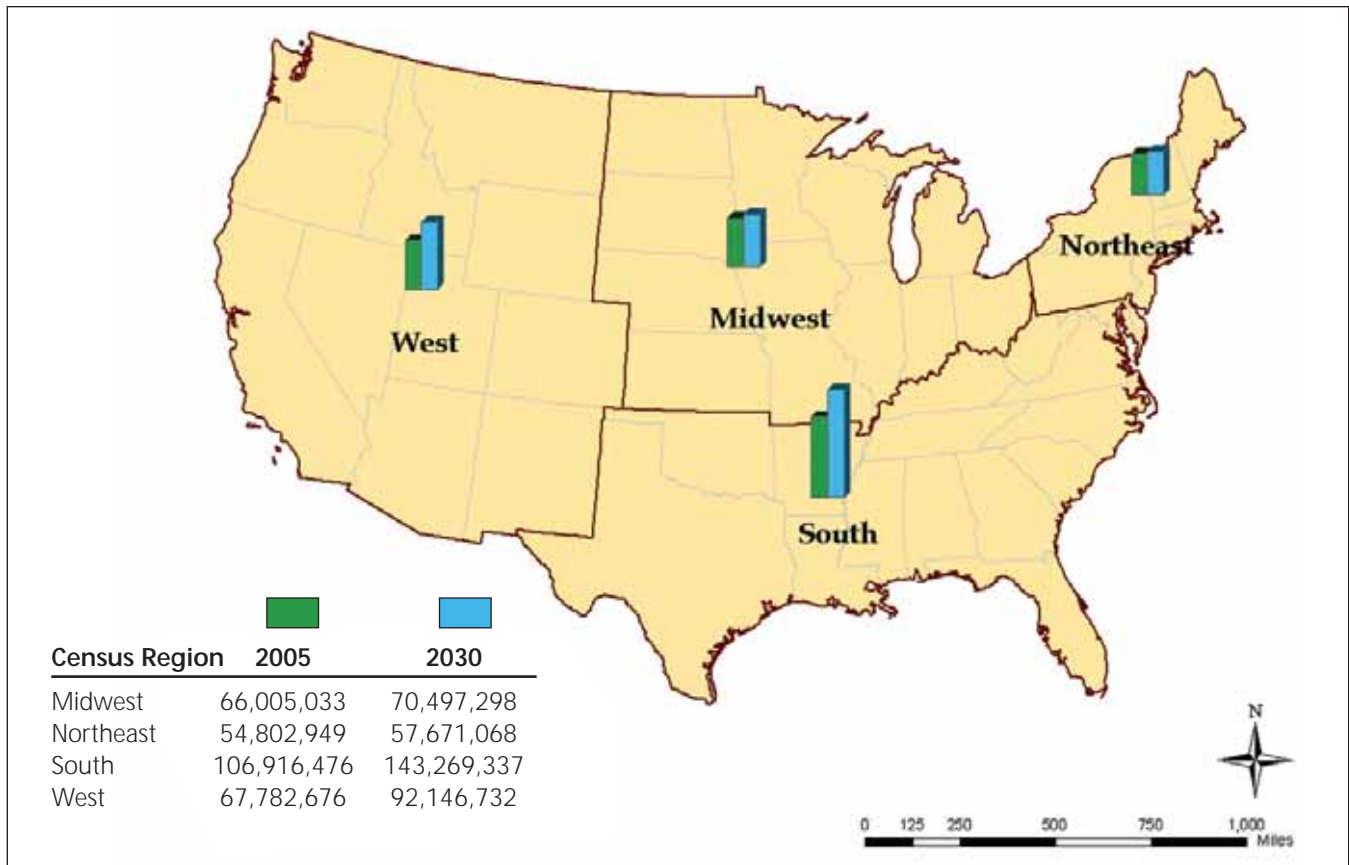 Northeast
Midwest
West
South
Census Region 2005 2030
Midwest 66,005,033 70,497,298
Northeast 54,802,949 57,671,068
South 106,916,476 143,269,337
West 67,782,676 92,146,732
N
0 125 250 500 750 1,000
Miles